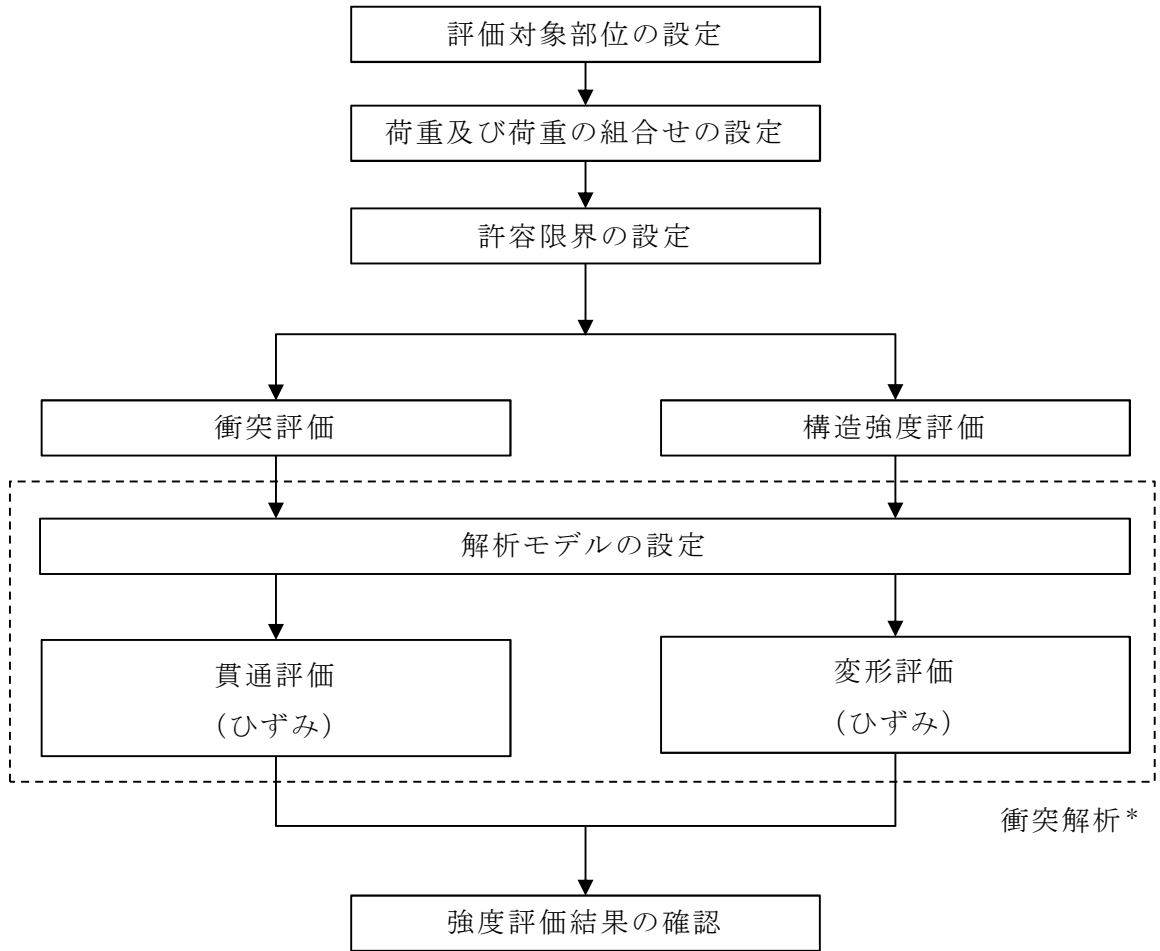 評価対象部位の設定
荷重及び荷重の組合せの設定
許容限界の設定
衝突評価
構造強度評価
解析モデルの設定
貫通評価
(ひずみ)
変形評価
(ひずみ)
衝突解析*
強度評価結果の確認